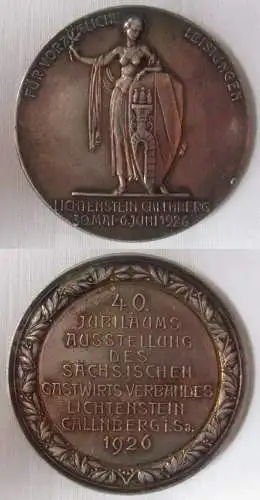 FÜR VORZÜGLICHE LEISTUNGEN
LICHTENSTEIN CALLNBERG
30.MAI-6.JUNI 1926
40.
JUBILÄUMS
AUSSTELLUNG
DES
SÄCHSISCHEN
GASTWIRTS VERBANDES
LICHTENSTEIN
CALLNBERG i.Sa.
1926